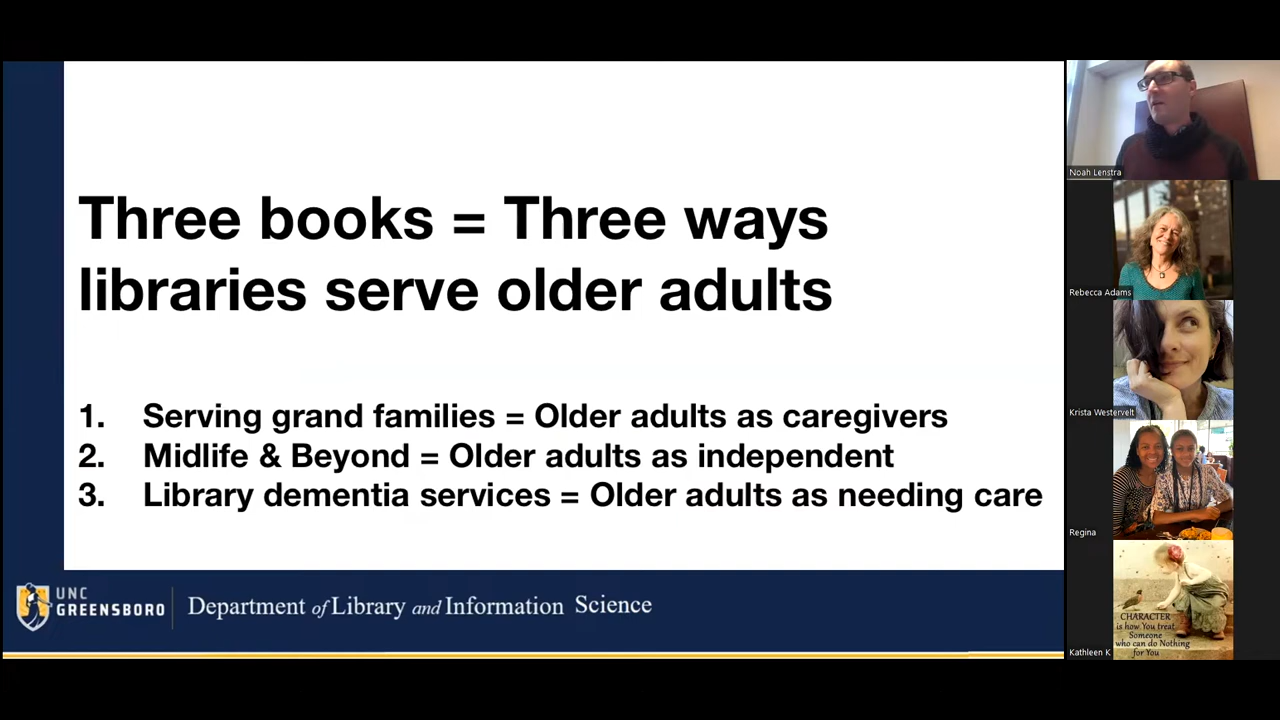 Three books = Three ways
libraries serve older adults
1. Serving grand families = Older adults as caregivers
2. Midlife & Beyond = Older adults as independent
3. Library dementia services = Older adults as needing care
UNC
GREENSBORO
Department of Library and Information Science
Noah Lenstra
Rebecca Adams
Krista Westervelt
Regina
CHARACTER
is how You treat
Someone
who can do Nothing
for You
Kathleen K